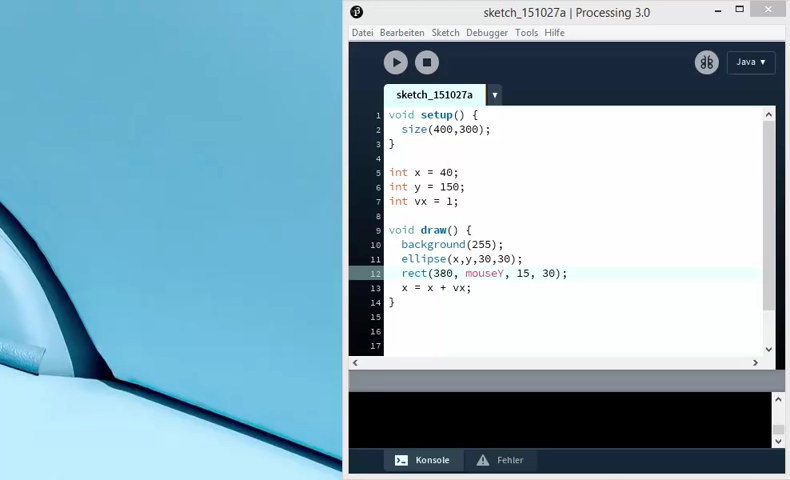 sketch_151027a | Processing 3.0
Datei Bearbeiten Sketch Debugger Tools Hilfe
Java ▾
sketch_151027a
1 void setup() {
2 size(400,300);
3 }
4
5 int x = 40;
6 int y = 150;
7 int vx = 1;
8
9 void draw() {
10 background(255);
11 ellipse(x,y,30,30);
12 rect(380, mouseY, 15, 30);
13 x = x + vx;
14 }
15
16
17
Konsole Fehler